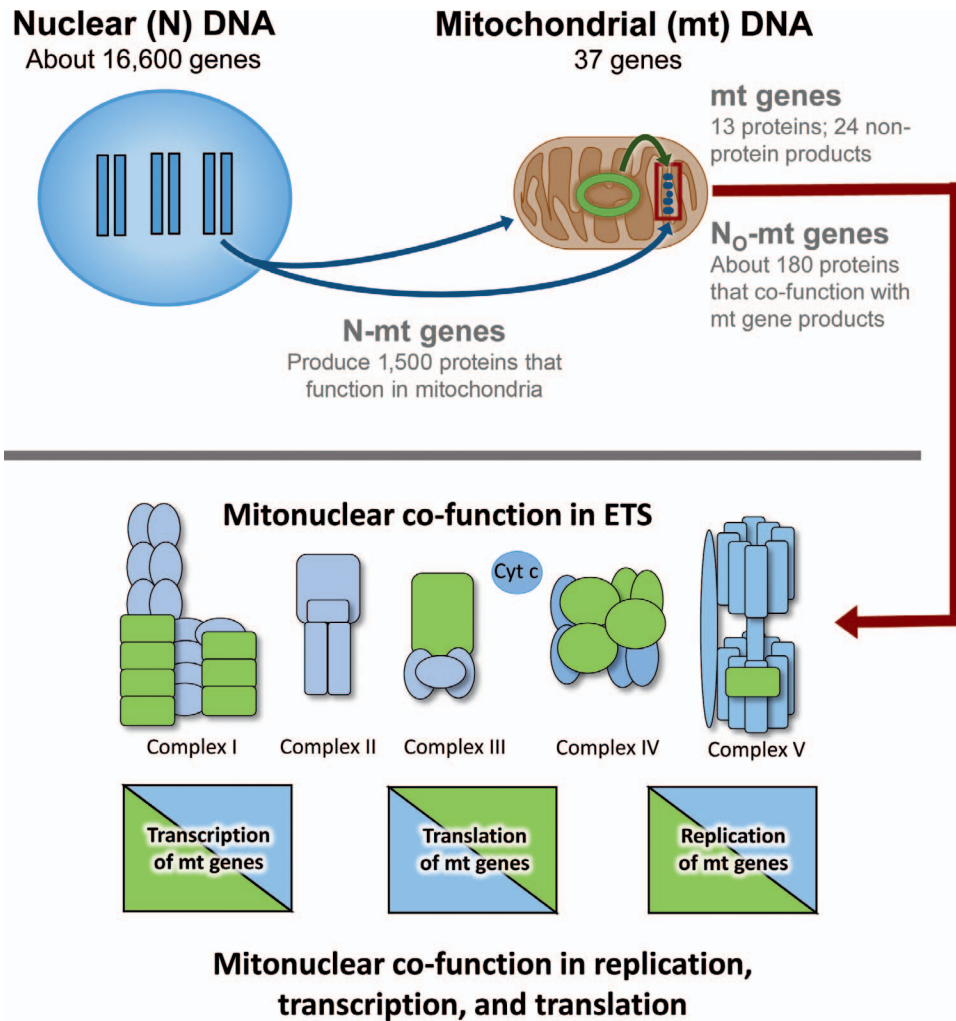 Nuclear (N) DNA
About 16,600 genes
Mitochondrial (mt) DNA
37 genes
mt genes
13 proteins; 24 non-
protein products
N₀-mt genes
About 180 proteins
that co-function with
mt gene products
N-mt genes
Produce 1,500 proteins that
function in mitochondria
Mitonuclear co-function in ETS
Cyt c
Complex I
Complex II
Complex III
Complex IV
Complex V
Transcription
of mt genes
Translation
of mt genes
Replication
of mt genes
Mitonuclear co-function in replication,
transcription, and translation